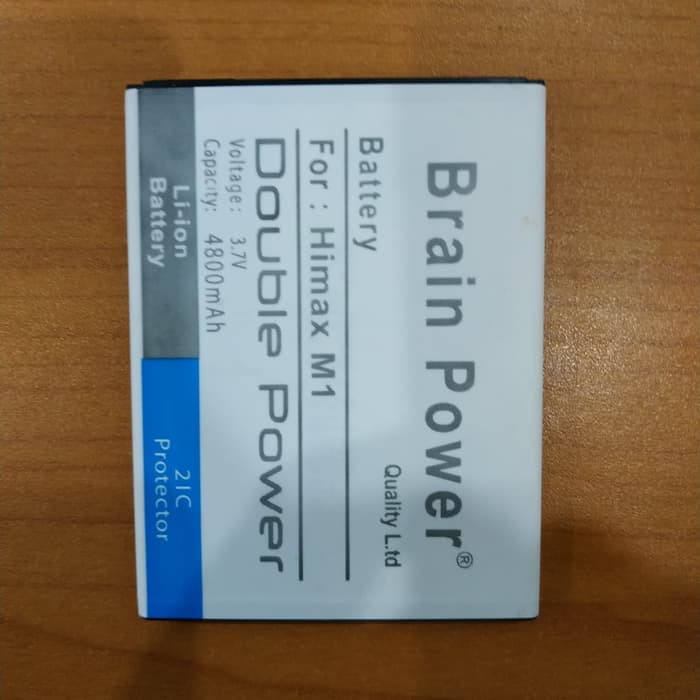 Brain Power®
Quality L.td
Battery
For : Himax M1
Double Power
Voltage: 3.7V
Capacity: 4800mAh
Li-ion
Battery
2IC
Protector